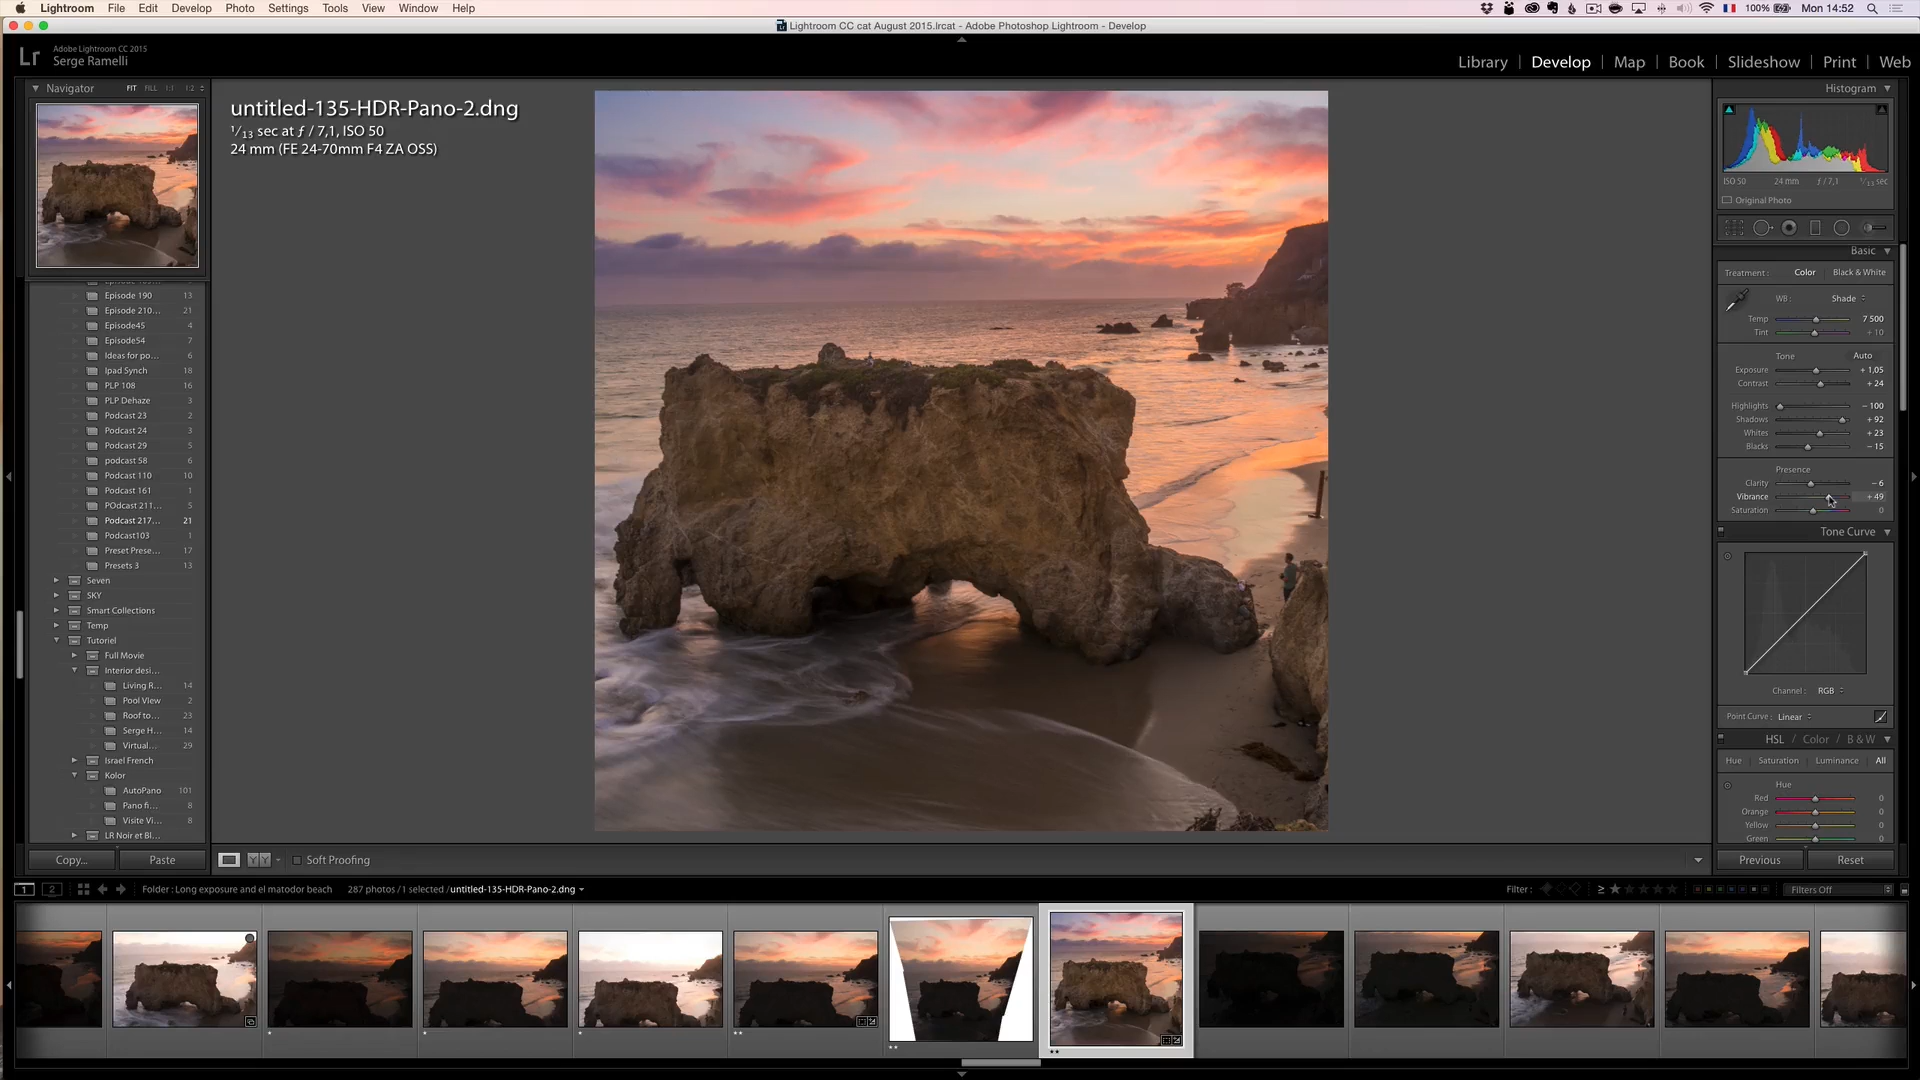 Lightroom File Edit Develop Photo Settings Tools View Window Help 100% Mon 14:52
Lightroom CC cat August 2015.lrcat - Adobe Photoshop Lightroom - Develop
Lr Adobe Lightroom CC 2015
Serge Ramelli
Library | Develop | Map | Book | Slideshow | Print | Web
Navigator FIT FILL 1:1 1:2
untitled-135-HDR-Pano-2.dng
1/13 sec at ƒ / 7,1, ISO 50
24 mm (FE 24-70mm F4 ZA OSS)
Episode 190 13
Episode 210... 21
Episode45 4
Episode54 7
Ideas for po... 6
Ipad Synch 18
PLP 108 16
PLP Dehaze 3
Podcast 23 2
Podcast 24 3
Podcast 29 5
podcast 58 6
Podcast 110 10
Podcast 161 1
POdcast 211... 5
Podcast 217... 21
Podcast103 1
Preset Prese... 17
Presets 3 13
Seven
SKY
Smart Collections
Temp
Tutoriel
Full Movie
Interior desi...
Living R... 14
Pool View 2
Roof to... 23
Serge H... 14
Virtual... 29
Israel French
Kolor
AutoPano 101
Pano fi... 8
Visite Vi... 8
LR Noir et Bl...
Copy... Paste
Histogram
ISO 50 24 mm ƒ / 7,1 1/13 sec
Original Photo
Basic
Treatment : Color Black & White
WB : Shade
Temp 7 500
Tint + 10
Tone Auto
Exposure + 1,05
Contrast + 24
Highlights − 100
Shadows + 92
Whites + 23
Blacks − 15
Presence
Clarity − 6
Vibrance + 49
Saturation 0
Tone Curve
Channel : RGB
Point Curve : Linear
HSL / Color / B & W
Hue Saturation Luminance All
Hue
Red 0
Orange 0
Yellow 0
Green 0
Previous Reset
Y Y Soft Proofing
1 2 Folder : Long exposure and el matodor beach 287 photos / 1 selected / untitled-135-HDR-Pano-2.dng Filter : ≥ Filters Off